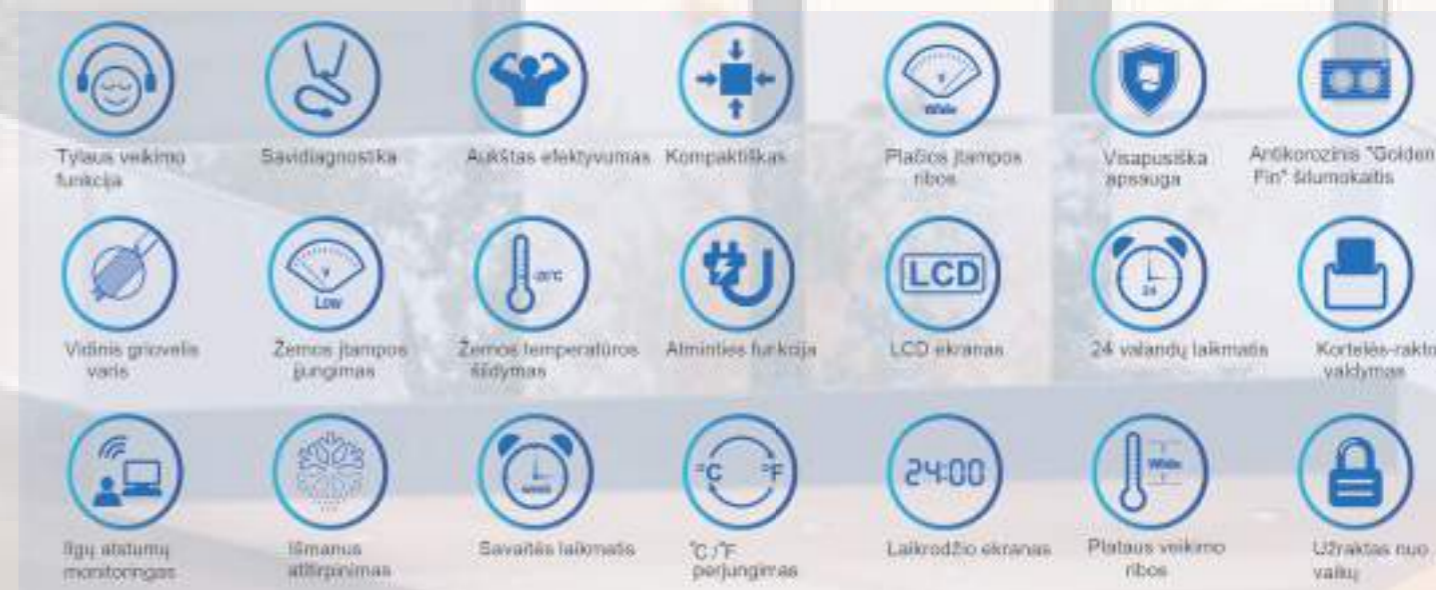 Wide
Tylaus veikimo
funkcija
Savidiagnostika
Aukštas efektyvumas
Kompaktiškas
Plačios įtampos
ribos
Visapusiška
apsauga
Antikorozinis "Golden
Fin" šilumokaitis
V
Low
-20°C
LCD
24
Vidinis griovelis
varis
Žemos įtampos
įjungimas
Žemos temperatūros
šildymas
Atminties funkcija
LCD ekranas
24 valandų laikmatis
Kortelės-rakto
valdymas
week
°C
°F
24:00
Wide
Ilgų atstumų
monitoringas
Išmanus
atitirpinimas
Savaitės laikmatis
°C/°F
perjungimas
Laikrodžio ekranas
Plataus veikimo
ribos
Užraktas nuo
vaikų